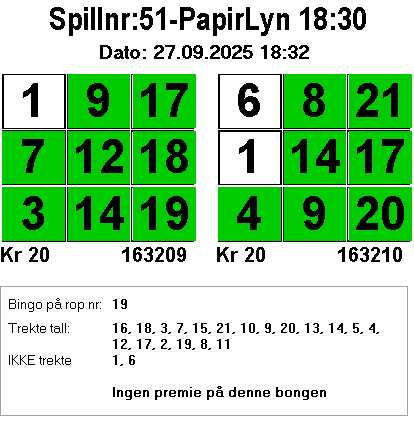 Spillnr:51-PapirLyn 18:30
Dato: 27.09.2025 18:32
1 9 17 6 8 21
7 12 18 1 14 17
3 14 19 4 9 20
Kr 20 163209 Kr 20 163210
Bingo på rop nr: 19
Trekte tall: 16, 18, 3, 7, 15, 21, 10, 9, 20, 13, 14, 5, 4,
12, 17, 2, 19, 8, 11
IKKE trekte 1, 6
Ingen premie på denne bongen